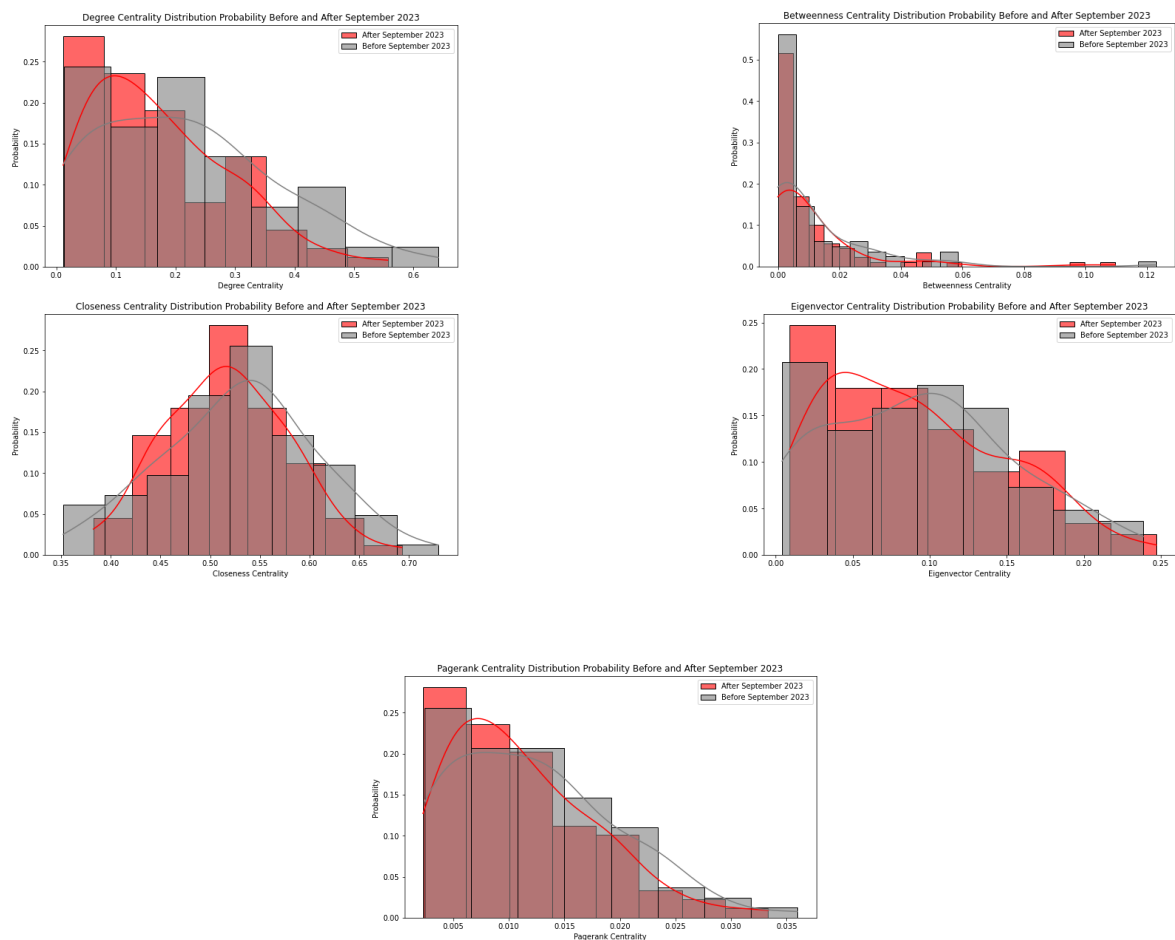 Degree Centrality Distribution Probability Before and After September 2023
After September 2023
Before September 2023
Probability
0.25
0.20
0.15
0.10
0.05
0.00
0.0 0.1 0.2 0.3 0.4 0.5 0.6
Degree Centrality
Betweenness Centrality Distribution Probability Before and After September 2023
After September 2023
Before September 2023
Probability
0.5
0.4
0.3
0.2
0.1
0.0
0.00 0.02 0.04 0.06 0.08 0.10 0.12
Betweenness Centrality
Closeness Centrality Distribution Probability Before and After September 2023
After September 2023
Before September 2023
Probability
0.25
0.20
0.15
0.10
0.05
0.00
0.35 0.40 0.45 0.50 0.55 0.60 0.65 0.70
Closeness Centrality
Eigenvector Centrality Distribution Probability Before and After September 2023
After September 2023
Before September 2023
Probability
0.25
0.20
0.15
0.10
0.05
0.00
0.00 0.05 0.10 0.15 0.20 0.25
Eigenvector Centrality
Pagerank Centrality Distribution Probability Before and After September 2023
After September 2023
Before September 2023
Probability
0.25
0.20
0.15
0.10
0.05
0.00
0.005 0.010 0.015 0.020 0.025 0.030 0.035
Pagerank Centrality